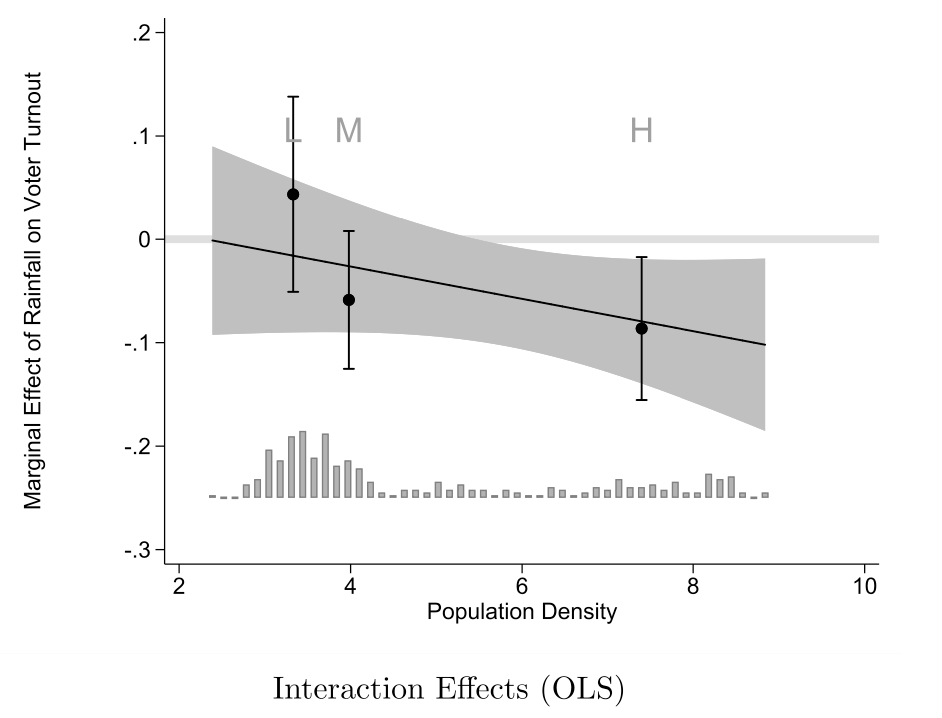 Marginal Effect of Rainfall on Voter Turnout
.2
.1
0
-.1
-.2
-.3
L M H
2 4 6 8 10
Population Density
Interaction Effects (OLS)